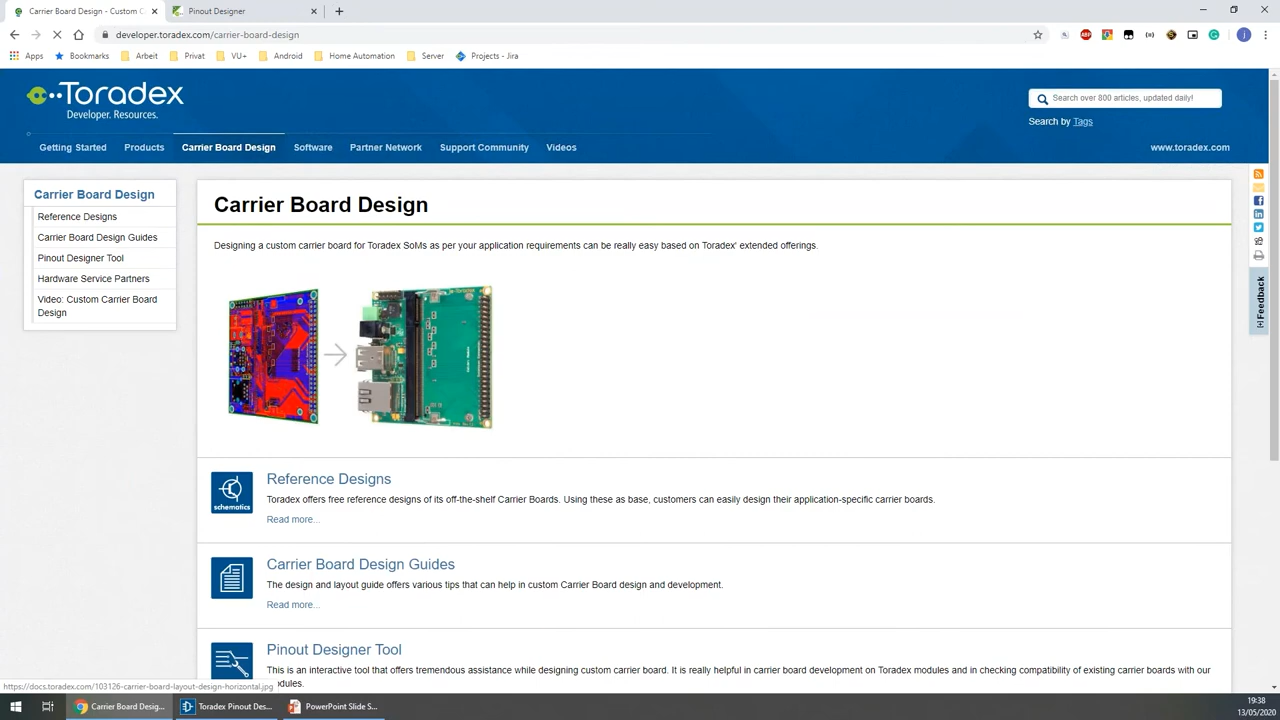 Carrier Board Design - Custom C
Pinout Designer
developer.toradex.com/carrier-board-design
Apps
Bookmarks
Arbeit
Privat
VU+
Android
Home Automation
Server
Projects - Jira
Toradex
Developer. Resources.
Search over 800 articles, updated daily!
Search by Tags
Getting Started
Products
Carrier Board Design
Software
Partner Network
Support Community
Videos
www.toradex.com
Carrier Board Design
Reference Designs
Carrier Board Design Guides
Pinout Designer Tool
Hardware Service Partners
Video: Custom Carrier Board
Design
Carrier Board Design
Designing a custom carrier board for Toradex SoMs as per your application requirements can be really easy based on Toradex' extended offerings.
schematics
Reference Designs
Toradex offers free reference designs of its off-the-shelf Carrier Boards. Using these as base, customers can easily design their application-specific carrier boards.
Read more...
Carrier Board Design Guides
The design and layout guide offers various tips that can help in custom Carrier Board design and development.
Read more...
Pinout Designer Tool
This is an interactive tool that offers tremendous assistance while designing custom carrier board. It is really helpful in carrier board development on Toradex modules and in checking compatibility of existing carrier boards with our
dules.
[+]Feedback
https://docs.toradex.com/103126-carrier-board-layout-design-horizontal.jpg
Carrier Board Desig...
Toradex Pinout Des...
PowerPoint Slide S...
19:38
13/05/2020